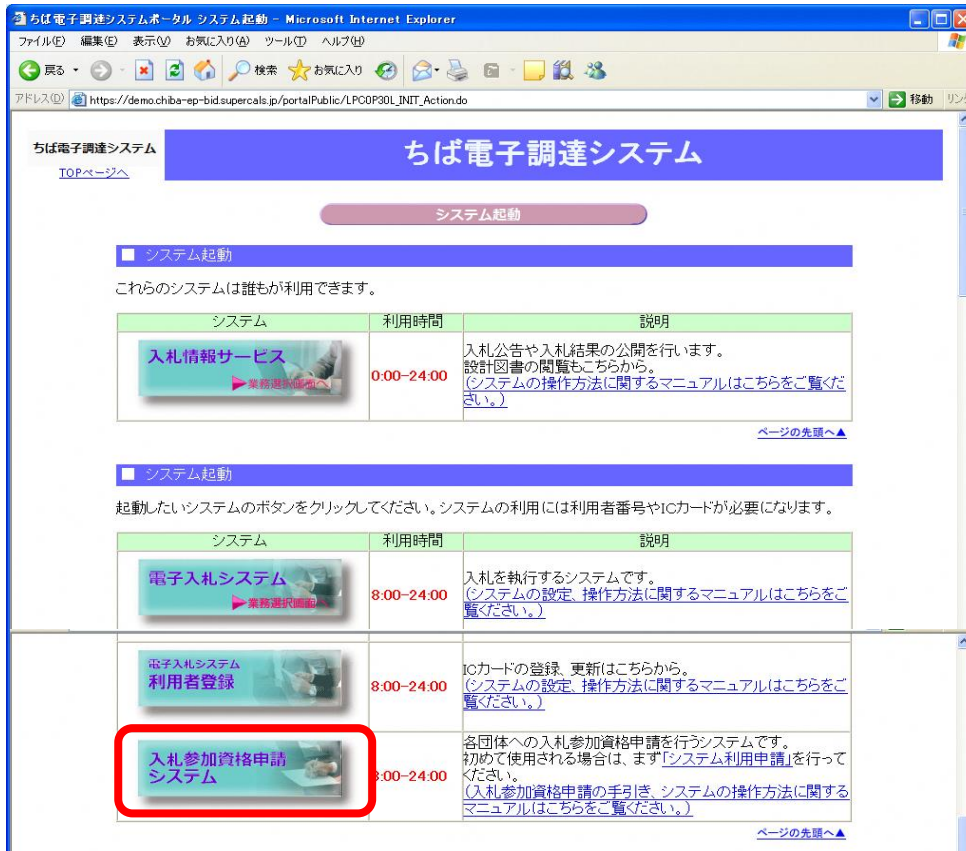 ちば電子調達システムポータル システム起動 - Microsoft Internet Explorer
ファイル(F) 編集(E) 表示(V) お気に入り(A) ツール(T) ヘルプ(H)
戻る 検索 お気に入り
アドレス(D) https://demo.chiba-ep-bid.supercals.jp/portalPublic/LPC0P30L_INIT_Action.do 移動
ちば電子調達システム
TOPページへ
ちば電子調達システム
システム起動
■ システム起動
これらのシステムは誰もが利用できます。
システム 利用時間 説明
入札情報サービス
▶業務選択画面へ
0:00-24:00
入札公告や入札結果の公開を行います。
設計図書の閲覧もこちらから。
(システムの操作方法に関するマニュアルはこちらをご覧くだ
さい。)
ページの先頭へ▲
■ システム起動
起動したいシステムのボタンをクリックしてください。システムの利用には利用者番号やICカードが必要になります。
システム 利用時間 説明
電子入札システム
▶業務選択画面へ
8:00-24:00
入札を執行するシステムです。
(システムの設定、操作方法に関するマニュアルはこちらをご
覧ください。)
電子入札システム
利用者登録
8:00-24:00
ICカードの登録、更新はこちらから。
(システムの設定、操作方法に関するマニュアルはこちらをご
覧ください。)
入札参加資格申請
システム
:00-24:00
各団体への入札参加資格申請を行うシステムです。
初めて使用される場合は、まず「システム利用申請」を行って
ください。
(入札参加資格申請の手引き、システムの操作方法に関する
マニュアルはこちらをご覧ください。)
ページの先頭へ▲